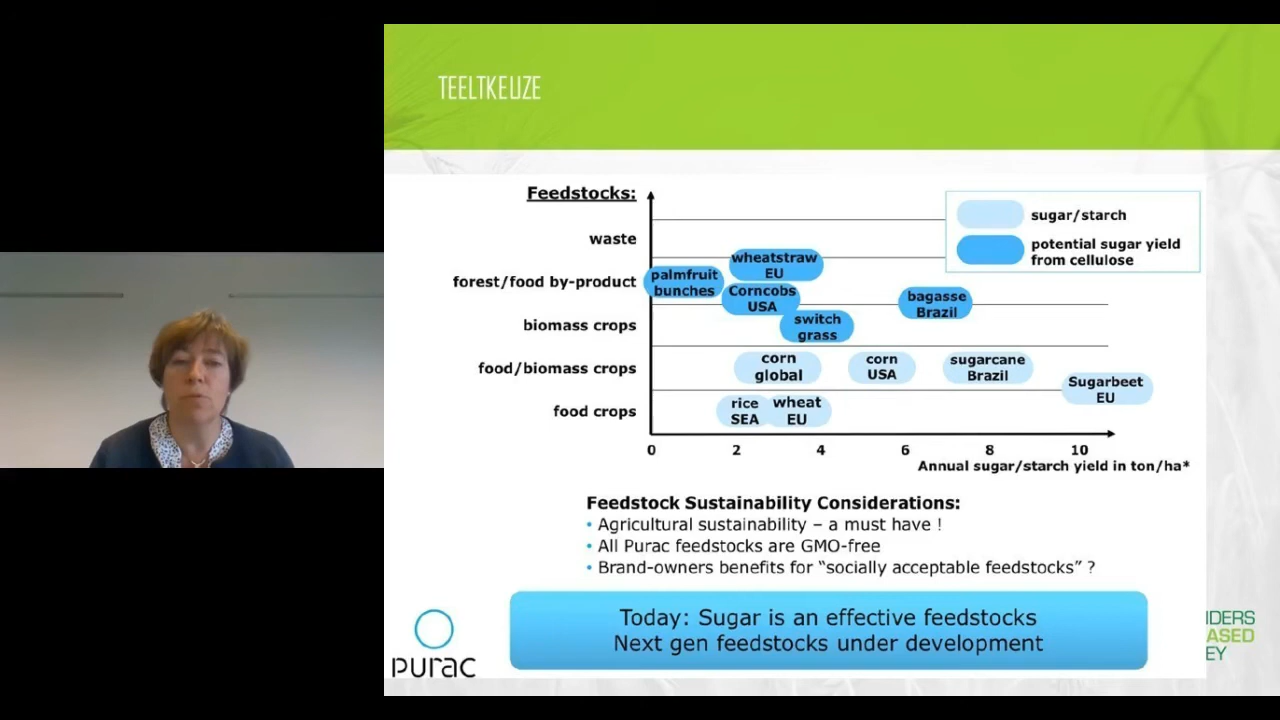 TEELTKEUZE
Feedstocks:
sugar/starch
potential sugar yield
from cellulose
waste
forest/food by-product
biomass crops
food/biomass crops
food crops
wheatstraw
EU
palmfruit
bunches
Corncobs
USA
bagasse
Brazil
switch
grass
corn
global
corn
USA
sugarcane
Brazil
Sugarbeet
EU
rice
SEA
wheat
EU
0 2 4 6 8 10
Annual sugar/starch yield in ton/ha*
Feedstock Sustainability Considerations:
• Agricultural sustainability – a must have !
• All Purac feedstocks are GMO-free
• Brand-owners benefits for “socially acceptable feedstocks” ?
Today: Sugar is an effective feedstocks
Next gen feedstocks under development
purac
IDERS
ASED
EY